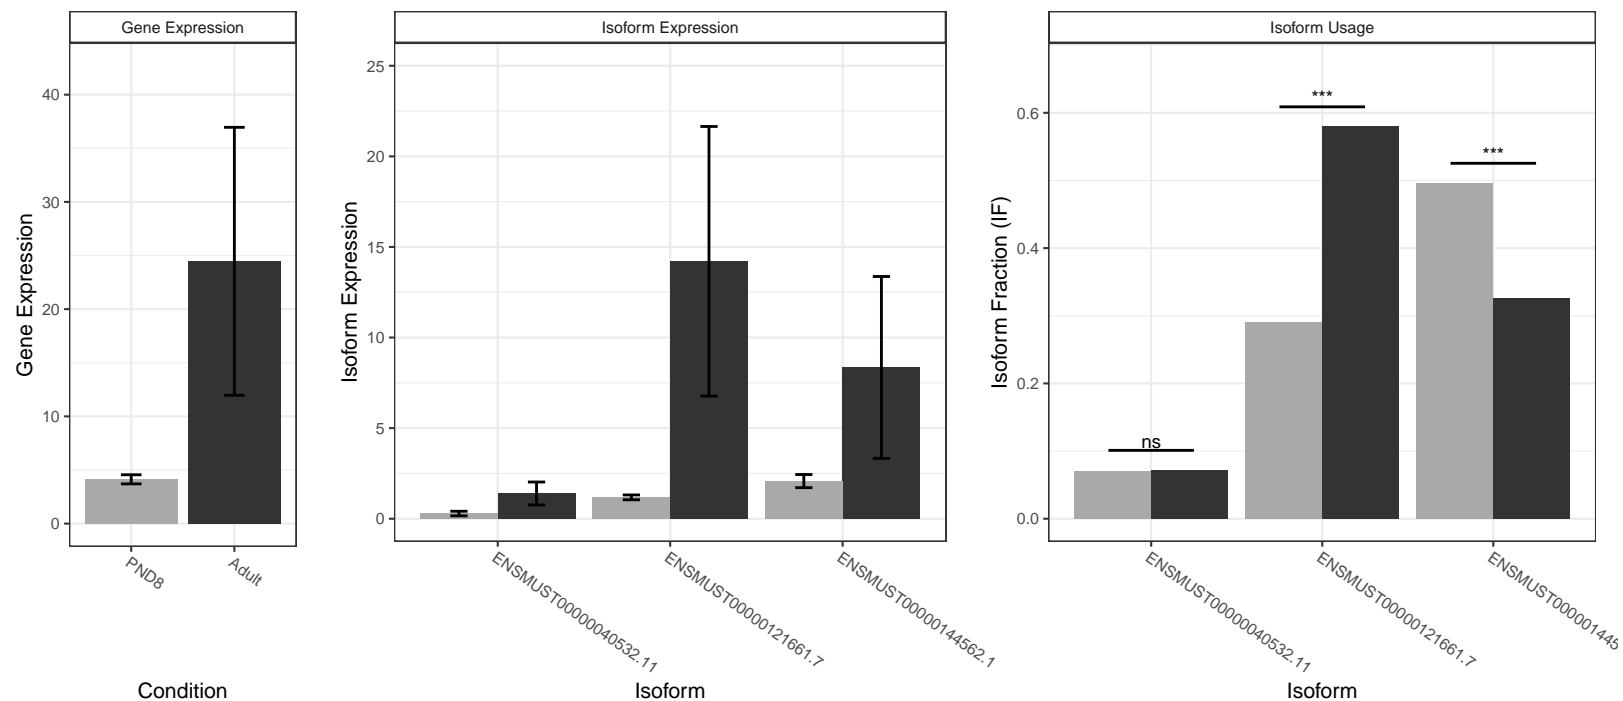 Gene Expression
Isoform Expression
Isoform Usage
Gene Expression
40
30
20
10
0
PND8
Adult
Condition
Isoform Expression
25
20
15
10
5
0
ENSMUST00000040532.11
ENSMUST00000121661.7
ENSMUST00000144562.1
Isoform
Isoform Fraction (IF)
0.6
0.4
0.2
0.0
ns
***
***
ENSMUST00000040532.11
ENSMUST00000121661.7
ENSMUST000001445
Isoform